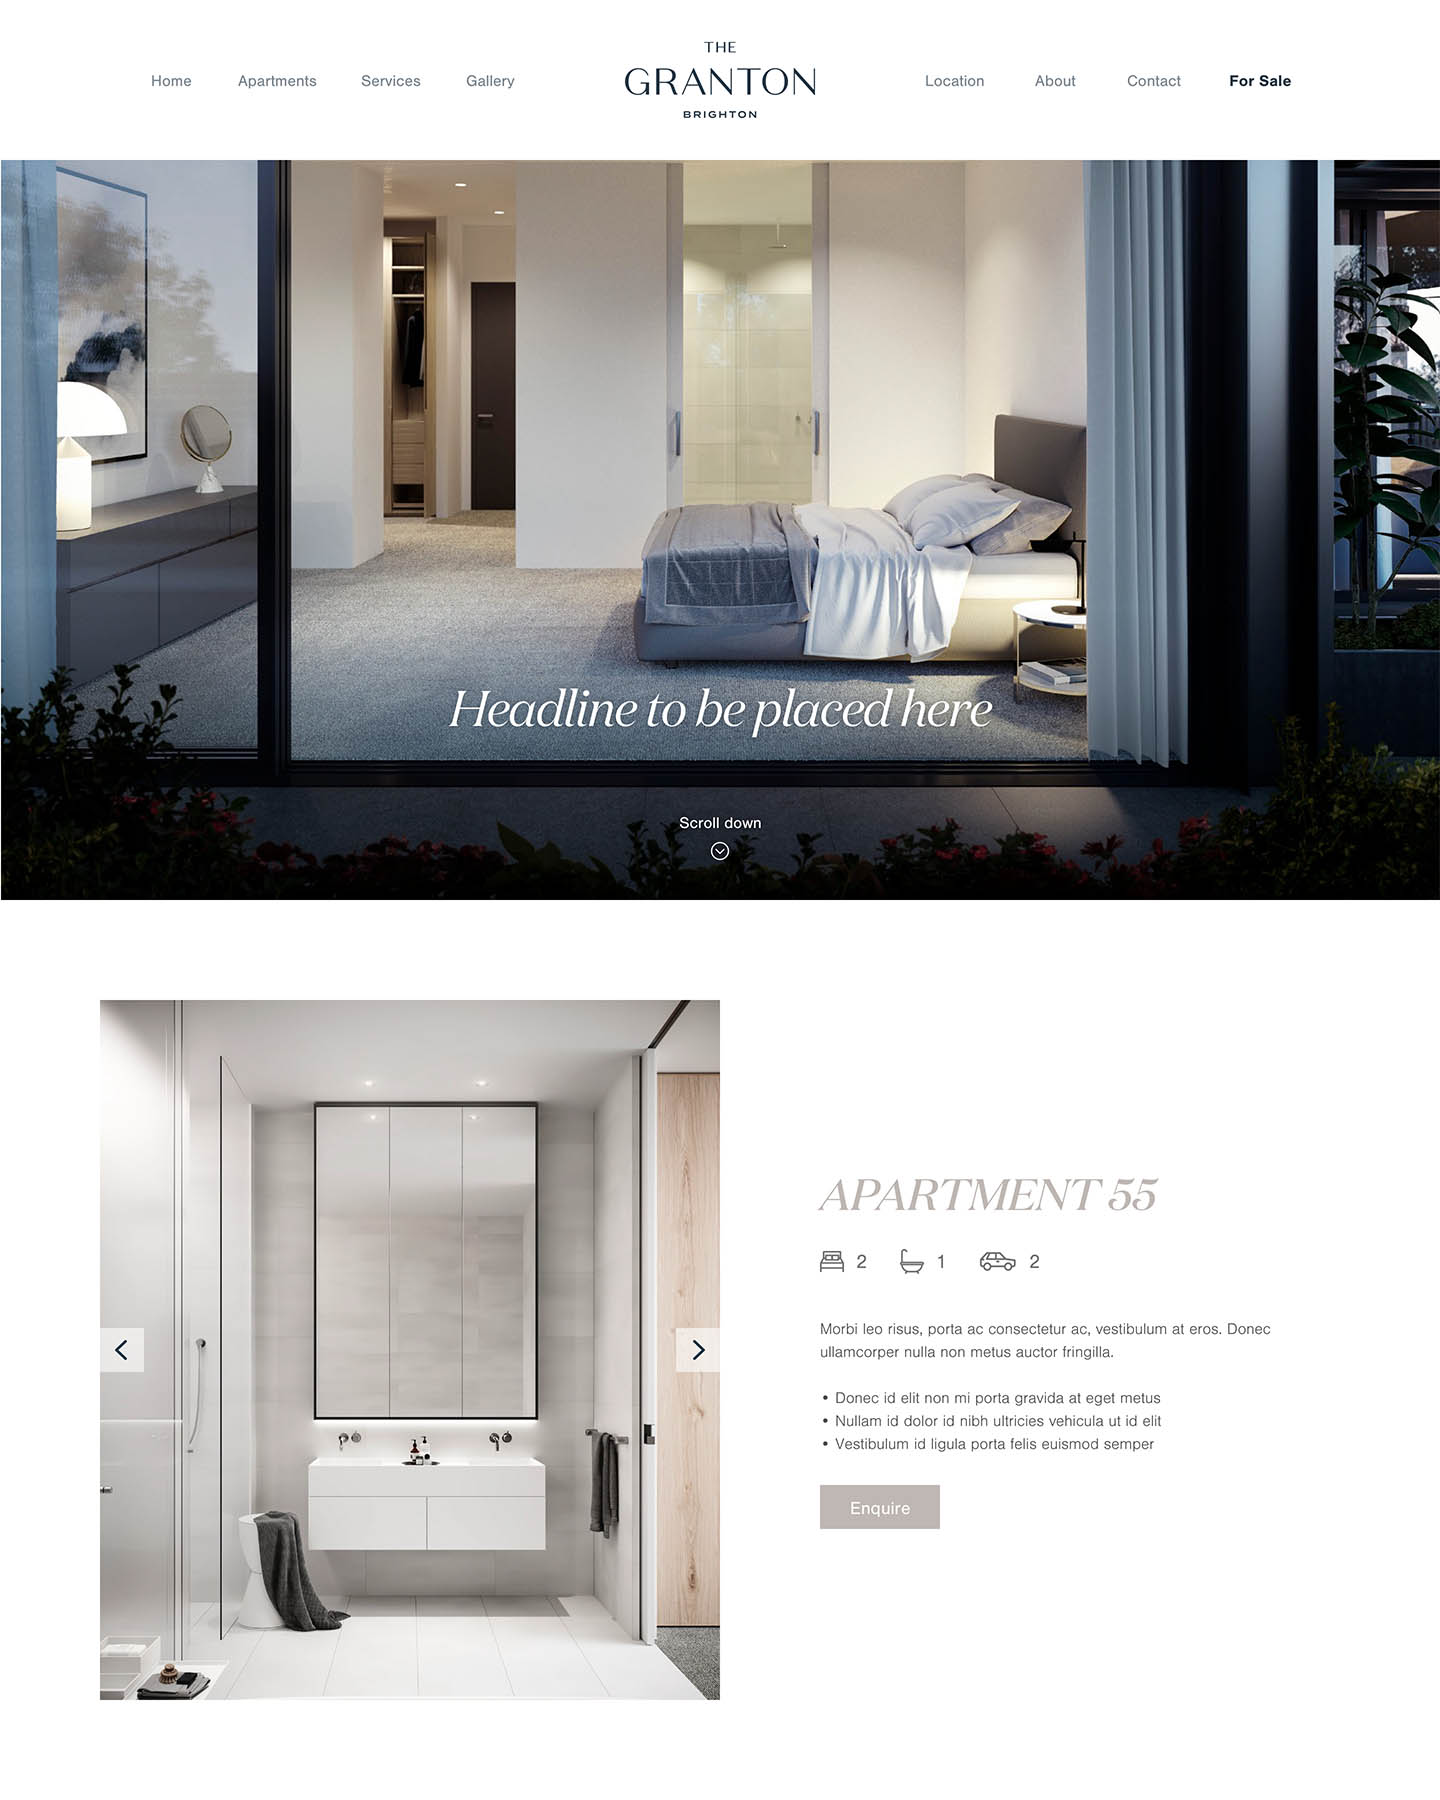 Home Apartments Services Gallery
THE
GRANTON
BRIGHTON
Location About Contact For Sale
Headline to be placed here
Scroll down
APARTMENT 55
2 1 2
Morbi leo risus, porta ac consectetur ac, vestibulum at eros. Donec
ullamcorper nulla non metus auctor fringilla.
• Donec id elit non mi porta gravida at eget metus
• Nullam id dolor id nibh ultricies vehicula ut id elit
• Vestibulum id ligula porta felis euismod semper
Enquire